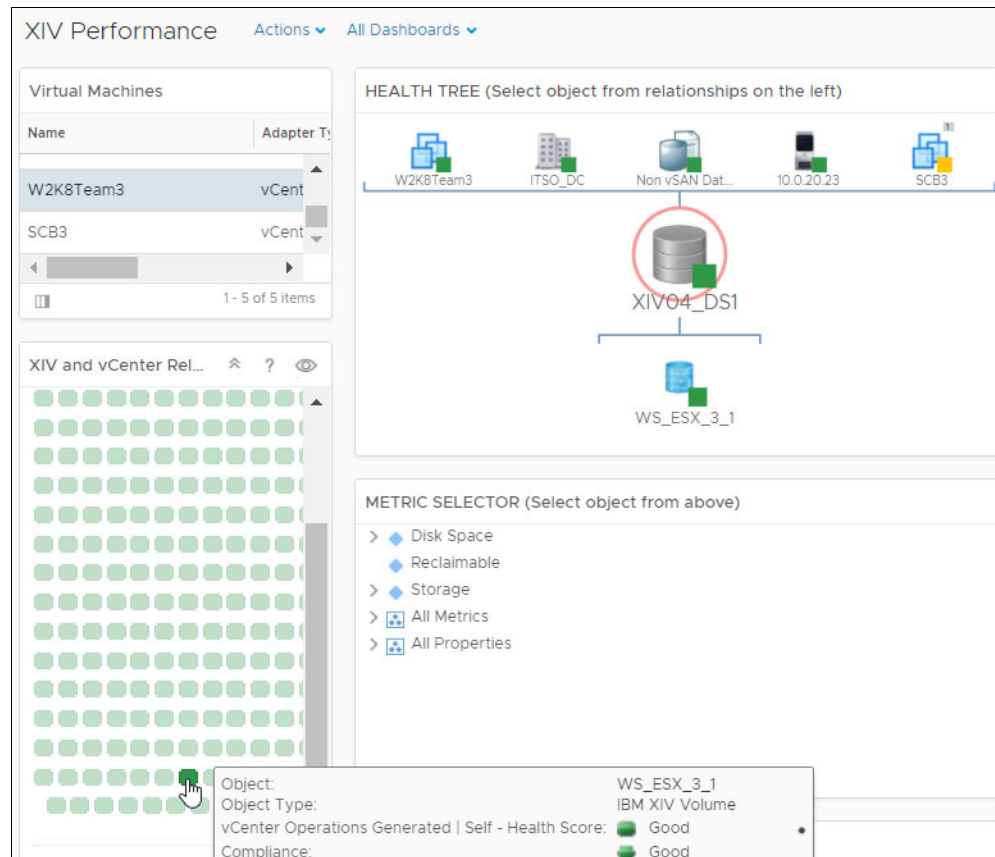 XIV Performance Actions All Dashboards
Virtual Machines
Name Adapter Ty
W2K8Team3 vCent
SCB3 vCent
1 - 5 of 5 items
HEALTH TREE (Select object from relationships on the left)
1
W2K8Team3 ITSO_DC Non vSAN Dat... 10.0.20.23 SCB3
XIV04_DS1
WS_ESX_3_1
XIV and vCenter Rel... ?
METRIC SELECTOR (Select object from above)
Disk Space
Reclaimable
Storage
All Metrics
All Properties
Object: WS_ESX_3_1
Object Type: IBM XIV Volume
vCenter Operations Generated | Self - Health Score: Good
Compliance: Good